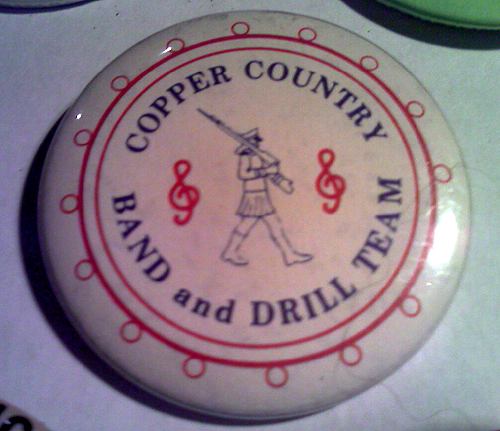 COPPER COUNTRY
BAND and DRILL TEAM